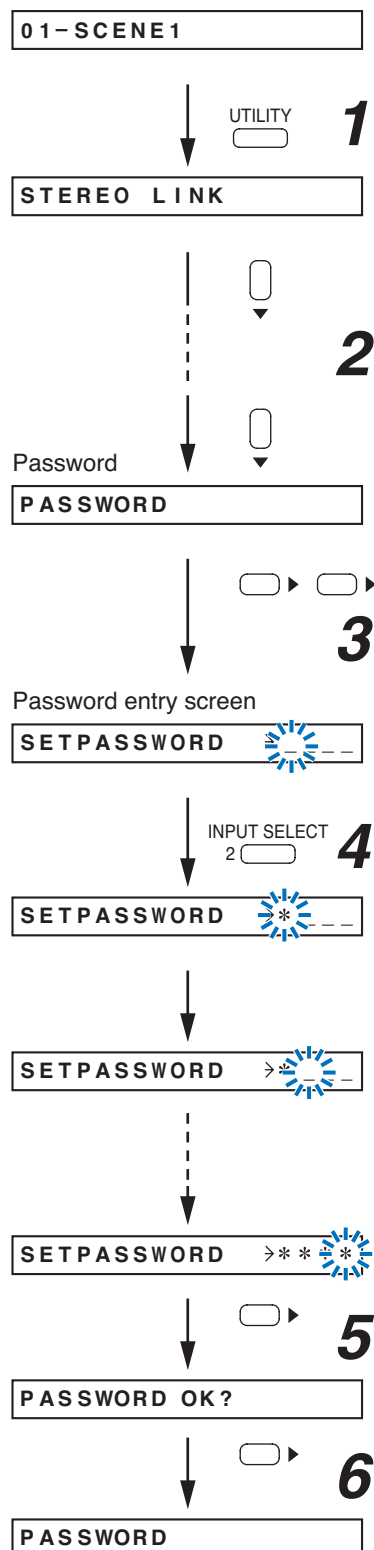 01-SCENE1
UTILITY
1
STEREO LINK
2
Password
PASSWORD
3
Password entry screen
SETPASSWORD >_ _ _ _
INPUT SELECT
2
4
SETPASSWORD >* _ _ _
SETPASSWORD >* _ _ _
SETPASSWORD >* * * *
5
PASSWORD OK?
6
PASSWORD